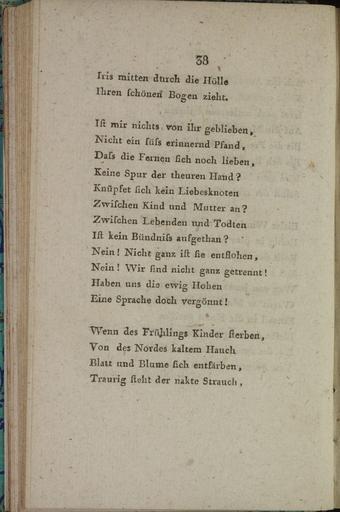 38
Iris mitten durch die Hölle
Ihren ſchönen Bogen zieht.
Iſt mir nichts von ihr geblieben,
Nicht ein ſüſs erinnernd Pfand,
Daſs die Fernen ſich noch lieben,
Keine Spur der theuren Hand?
Knüpfet ſich kein Liebesknoten
Zwiſchen Kind und Mutter an?
Zwiſchen Lebenden und Todten
Iſt kein Bündniſs aufgethan?
Nein! Nicht ganz iſt ſie entflohen,
Nein! Wir ſind nicht ganz getrennt!
Haben uns die ewig Hohen
Eine Sprache doch vergönnt!
Wenn des Frühlings Kinder ſterben,
Von des Nordes kaltem Hauch
Blatt und Blume ſich entfärben,
Traurig ſteht der nakte Strauch,